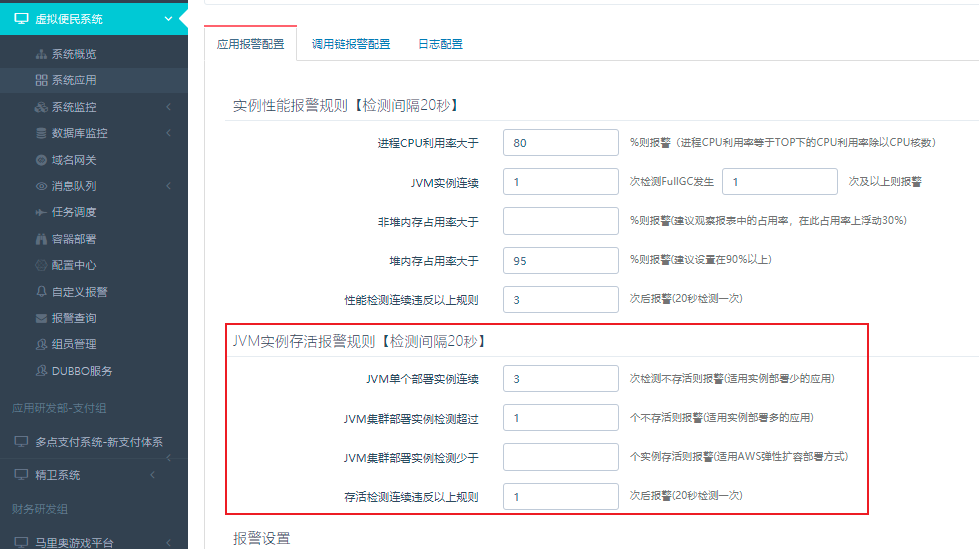 虚拟便民系统
系统概览
系统应用
系统监控
数据库监控
域名网关
消息队列
任务调度
容器部署
配置中心
自定义报警
报警查询
组员管理
DUBBO服务
应用研发部-支付组
多点支付系统-新支付体系
精卫系统
财务研发组
马里奥游戏平台
应用报警配置 调用链报警配置 日志配置
实例性能报警规则【检测间隔20秒】
进程CPU利用率大于 80 %则报警（进程CPU利用率等于TOP下的CPU利用率除以CPU核数）
JVM实例连续 1 次检测FullGC发生 1 次及以上则报警
非堆内存占用率大于 %则报警(建议观察报表中的占用率，在此占用率上浮动30%)
堆内存占用率大于 95 %则报警(建议设置在90%以上)
性能检测连续违反以上规则 3 次后报警(20秒检测一次)
JVM实例存活报警规则【检测间隔20秒】
JVM单个部署实例连续 3 次检测不存活则报警(适用实例部署少的应用)
JVM集群部署实例检测超过 1 个不存活则报警(适用实例部署多的应用)
JVM集群部署实例检测少于 个实例存活则报警(适用AWS弹性扩容部署方式)
存活检测连续违反以上规则 1 次后报警(20秒检测一次)
报警设置